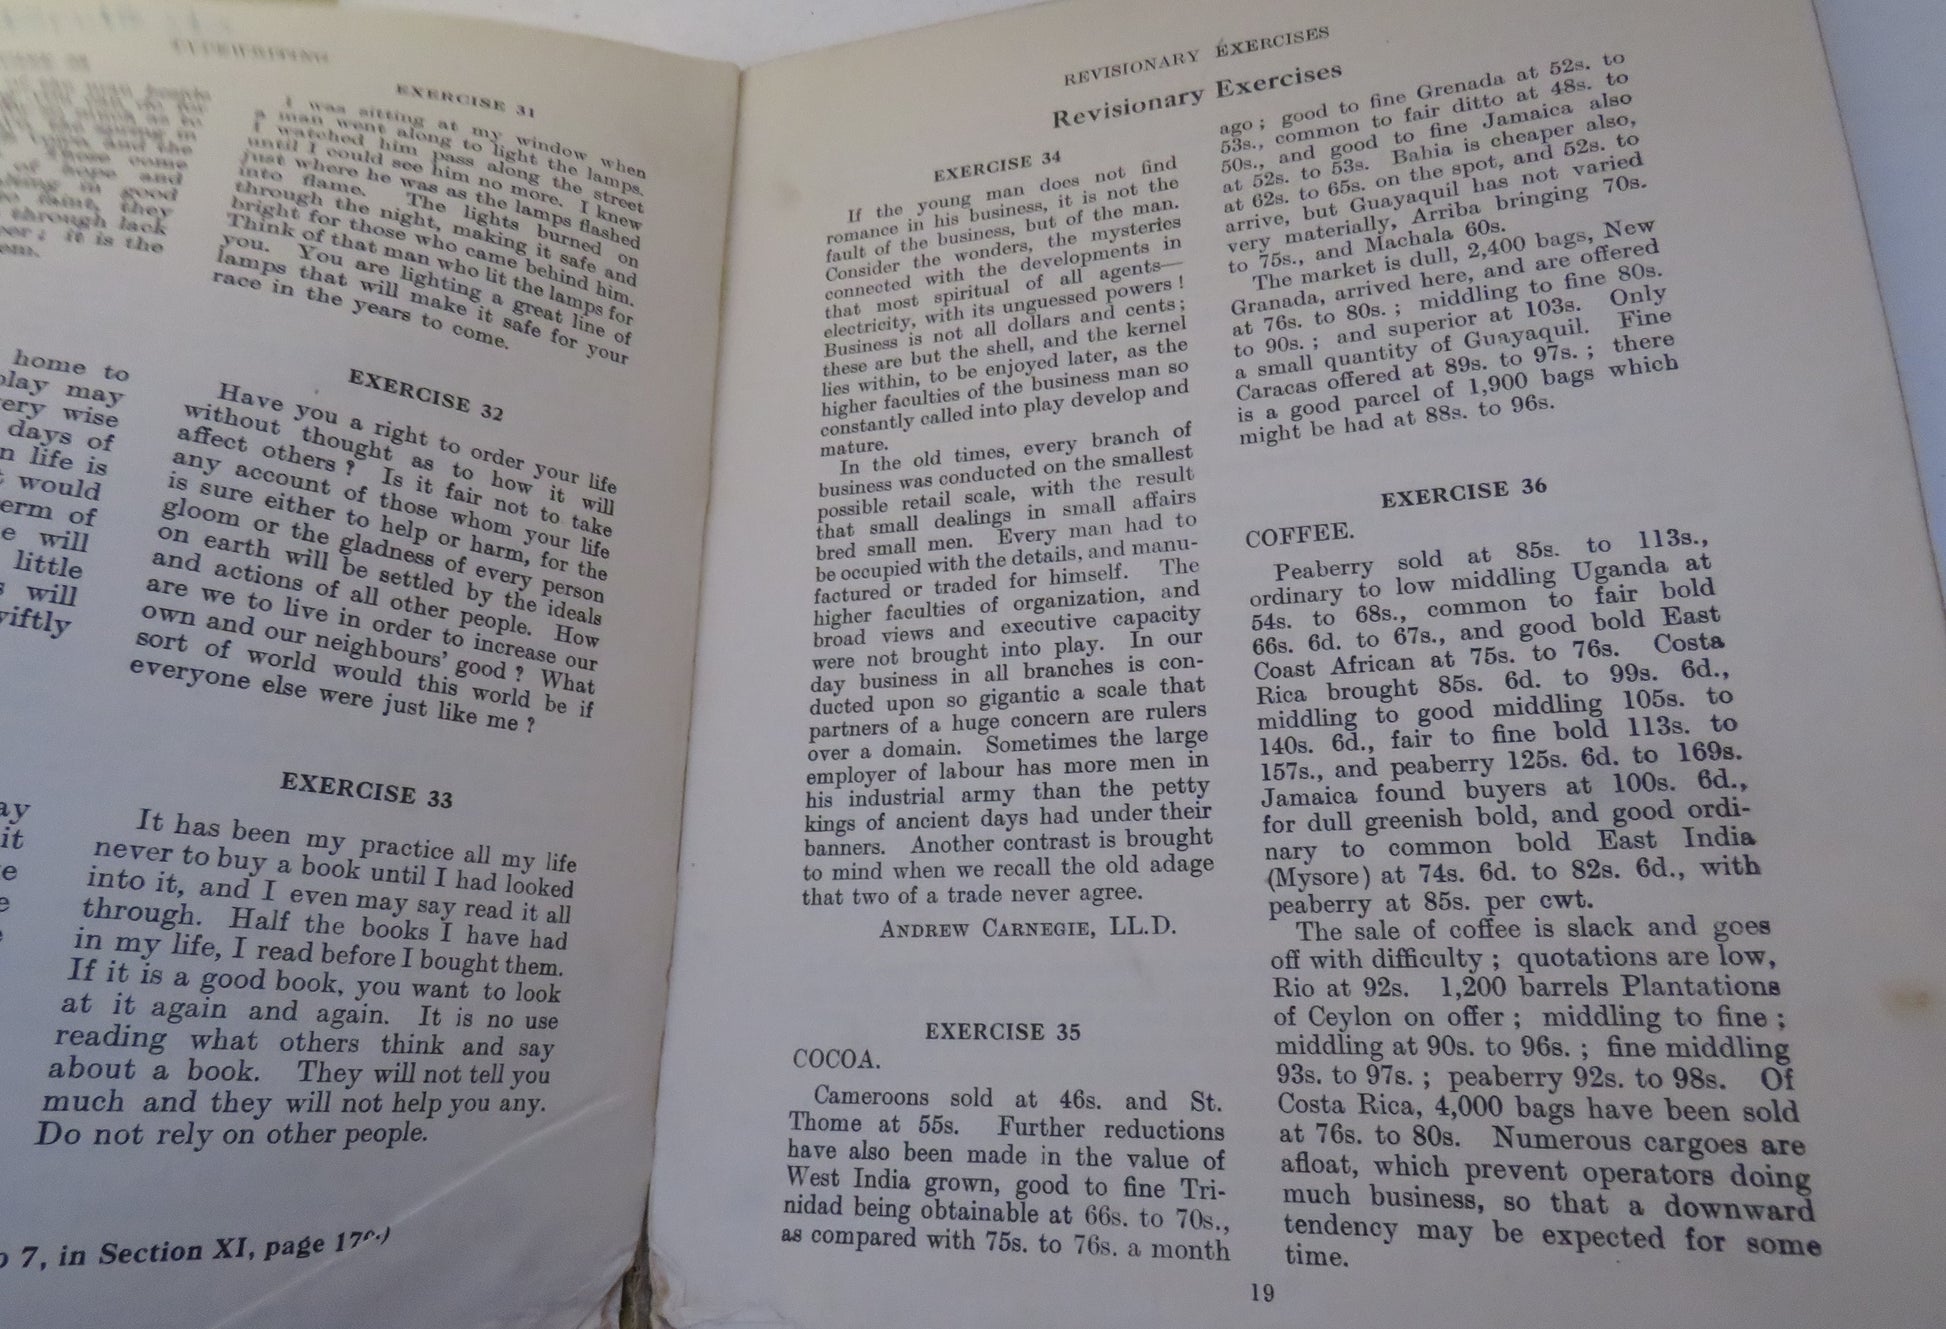 TYPEWRITING
home to
play may
ery wise
days of
n life is
would
erm of
e will
little
will
wiftly
ay
it
e
e
EXERCISE 31
I was sitting at my window when
a man went along to light the lamps.
I watched him pass along the street
until I could see him no more. I knew
just where he was as the lamps flashed
into flame. The lights burned on
through the night, making it safe and
bright for those who came behind him.
Think of that man who lit the lamps for
you. You are lighting a great line of
lamps that will make it safe for your
race in the years to come.
EXERCISE 32
Have you a right to order your life
without thought as to how it will
affect others? Is it fair not to take
any account of those whom your life
is sure either to help or harm, for the
gloom or the gladness of every person
on earth will be settled by the ideals
and actions of all other people. How
are we to live in order to increase our
own and our neighbours' good? What
sort of world would this world be if
everyone else were just like me?
EXERCISE 33
It has been my practice all my life
never to buy a book until I had looked
into it, and I even may say read it all
through. Half the books I have had
in my life, I read before I bought them.
If it is a good book, you want to look
at it again and again. It is no use
reading what others think and say
about a book. They will not tell you
much and they will not help you any.
Do not rely on other people.
7, in Section XI, page
REVISIONARY EXERCISES
Revisionary Exercises
EXERCISE 34
If the young man does not find
romance in his business, it is not the
fault of the business, but of the man.
Consider the wonders, the mysteries
connected with the developments in
that most spiritual of all agents—
electricity, with its unguessed powers!
Business is not all dollars and cents;
these are but the shell, and the kernel
lies within, to be enjoyed later, as the
higher faculties of the business man so
constantly called into play develop and
mature.
In the old times, every branch of
business was conducted on the smallest
possible retail scale, with the result
that small dealings in small affairs
bred small men. Every man had to
be occupied with the details, and manu-
factured or traded for himself. The
higher faculties of organization, and
broad views and executive capacity
were not brought into play. In our
day business in all branches is con-
ducted upon so gigantic a scale that
partners of a huge concern are rulers
over a domain. Sometimes the large
employer of labour has more men in
his industrial army than the petty
kings of ancient days had under their
banners. Another contrast is brought
to mind when we recall the old adage
that two of a trade never agree.
ANDREW CARNEGIE, LL.D.
EXERCISE 35
COCOA.
Cameroons sold at 46s. and St.
Thome at 55s. Further reductions
have also been made in the value of
West India grown, good to fine Tri-
nidad being obtainable at 66s. to 70s.,
as compared with 75s. to 76s. a month
ago; good to fine Grenada at 52s. to
53s., common to fair ditto at 48s. to
50s., and good to fine Jamaica also
at 52s. to 53s. Bahia is cheaper also,
at 62s. to 65s. on the spot, and 52s. to
arrive, but Guayaquil has not varied
very materially, Arriba bringing 70s.
to 75s., and Machala 60s.
The market is dull, 2,400 bags, New
Granada, arrived here, and are offered
at 76s. to 80s.; middling to fine 80s.
to 90s.; and superior at 103s. Only
a small quantity of Guayaquil. Fine
Caracas offered at 89s. to 97s.; there
is a good parcel of 1,900 bags which
might be had at 88s. to 96s.
EXERCISE 36
COFFEE.
Peaberry sold at 85s. to 113s.,
ordinary to low middling Uganda at
54s. to 68s., common to fair bold
66s. 6d. to 67s., and good bold East
Coast African at 75s. to 76s. Costa
Rica brought 85s. 6d. to 99s. 6d.,
middling to good middling 105s. to
140s. 6d., fair to fine bold 113s. to
157s., and peaberry 125s. 6d. to 169s.
Jamaica found buyers at 100s. 6d.,
for dull greenish bold, and good ordi-
nary to common bold East India
(Mysore) at 74s. 6d. to 82s. 6d., with
peaberry at 85s. per cwt.
The sale of coffee is slack and goes
off with difficulty; quotations are low,
Rio at 92s. 1,200 barrels Plantations
of Ceylon on offer; middling to fine;
middling at 90s. to 96s.; fine middling
93s. to 97s.; peaberry 92s. to 98s. Of
Costa Rica, 4,000 bags have been sold
at 76s. to 80s. Numerous cargoes are
afloat, which prevent operators doing
much business, so that a downward
tendency may be expected for some
time.
19